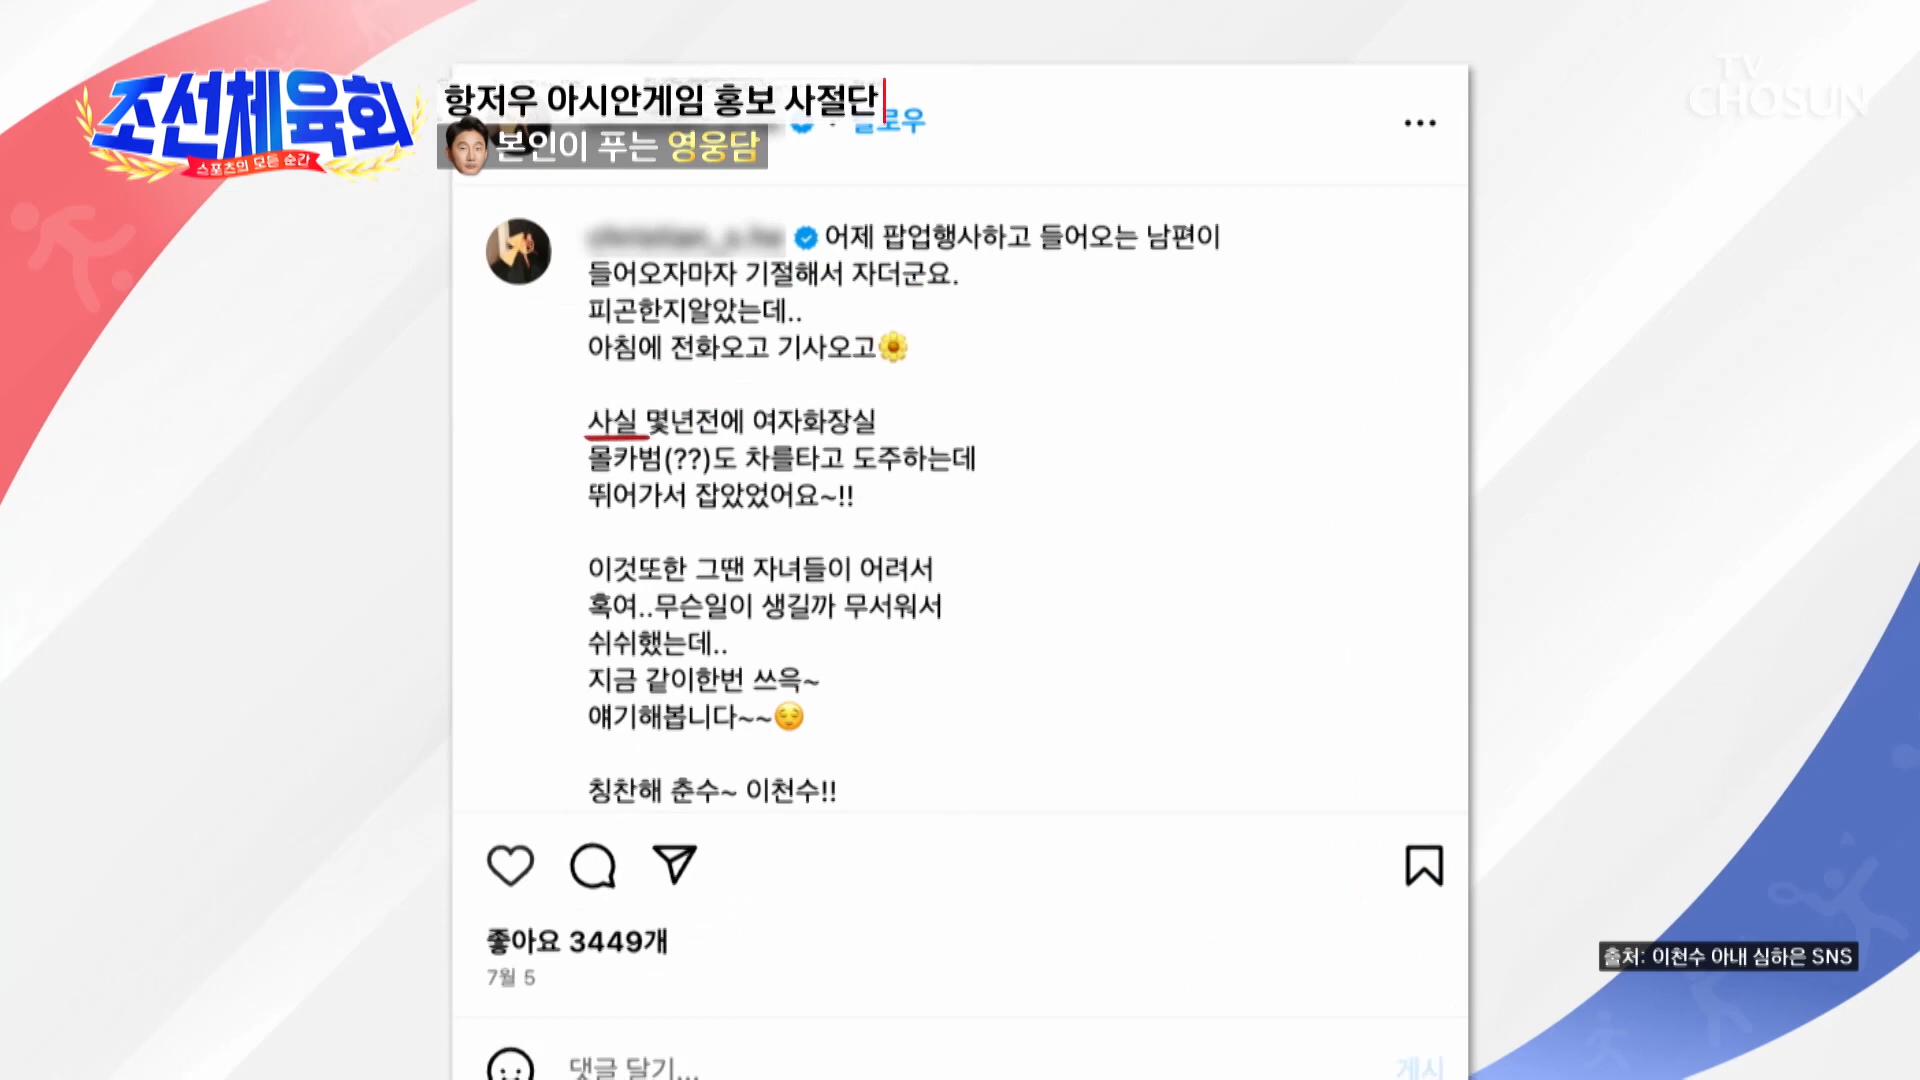 조선체육회
스포츠의 모든 순간
항저우 아시안게임 홍보 사절단
본인이 푸는 영웅담
TV
CHOSUN
어제 팝업행사하고 들어오는 남편이
들어오자마자 기절해서 자더군요.
피곤한지알았는데..
아침에 전화오고 기사오고🌼
사실 몇년전에 여자화장실
몰카범(??)도 차를타고 도주하는데
뛰어가서 잡았었어요~!!
이것또한 그땐 자녀들이 어려서
혹여..무슨일이 생길까 무서워서
쉬쉬했는데..
지금 같이한번 쓰윽~
얘기해봅니다~~😌
칭찬해 춘수~ 이천수!!
좋아요 3449개
7월 5
출처: 이천수 아내 심하은 SNS
댓글 달기...
게시